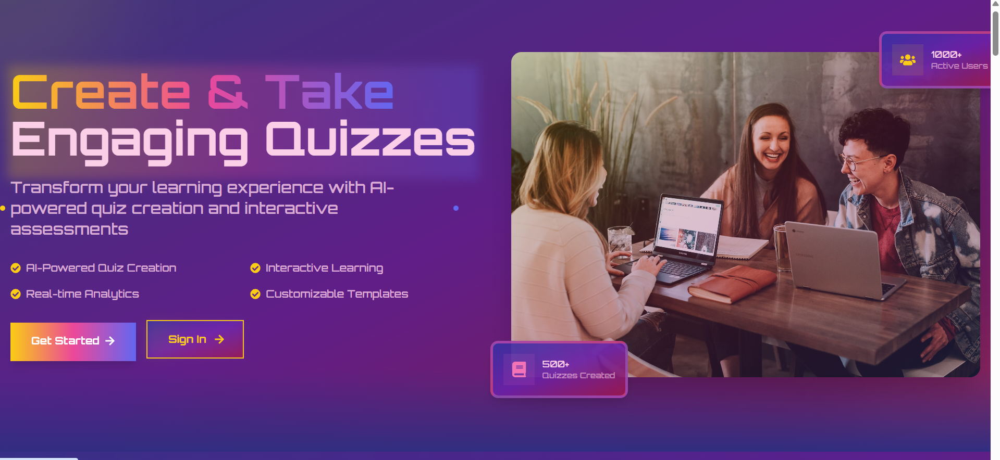 Create & Take
Engaging Quizzes
Transform your learning experience with AI-
powered quiz creation and interactive
assessments
AI-Powered Quiz Creation
Interactive Learning
Real-time Analytics
Customizable Templates
Get Started
Sign In
1000+
Active Users
500+
Quizzes Created